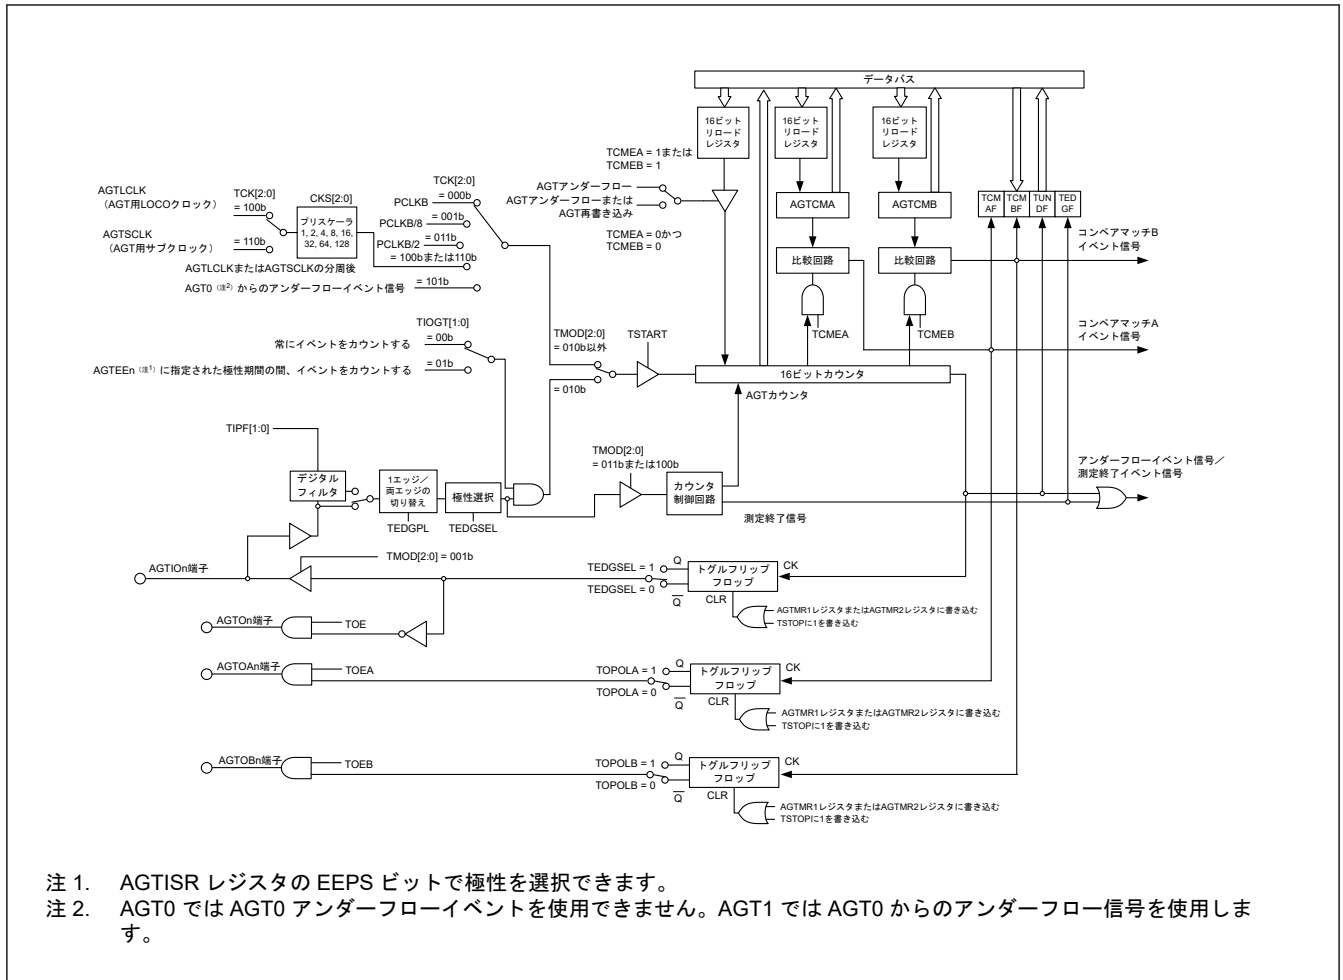 データバス
16ビット
リロード
レジスタ
16ビット
リロード
レジスタ
16ビット
リロード
レジスタ
TCMEA = 1または
TCMEB = 1
AGTアンダーフロー
AGTアンダーフローまたは
AGT再書き込み
TCMEA = 0かつ
TCMEB = 0
AGTCMA
AGTCMB
TCM
AF
TCM
BF
TUN
DF
TED
GF
比較回路
比較回路
TCMEA
TCMEB
コンペアマッチB
イベント信号
コンペアマッチA
イベント信号
AGTLCLK
(AGT用LOCOクロック)
AGTSCLK
(AGT用サブクロック)
TCK[2:0]
= 100b
= 110b
CKS[2:0]
プリスケーラ
1, 2, 4, 8, 16,
32, 64, 128
TCK[2:0]
= 000b
PCLKB
= 001b
PCLKB/8
= 011b
PCLKB/2
= 100bまたは110b
AGTLCLKまたはAGTSCLKの分周後
AGT0(注2)からのアンダーフローイベント信号
= 101b
TIOGT[1:0]
= 00b
常にイベントをカウントする
= 01b
AGTEEn(注1)に指定された極性期間の間、イベントをカウントする
TMOD[2:0]
= 010b以外
= 010b
TSTART
16ビットカウンタ
AGTカウンタ
TIPF[1:0]
デジタル
フィルタ
1エッジ/
両エッジの
切り替え
TEDGPL
極性選択
TEDGSEL
TMOD[2:0]
= 011bまたは100b
カウンタ
制御回路
測定終了信号
アンダーフローイベント信号/
測定終了イベント信号
AGTIOn端子
TMOD[2:0] = 001b
TEDGSEL = 1
TEDGSEL = 0
Q
Q
トグルフリップ
フロップ
CK
CLR
AGTMR1レジスタまたはAGTMR2レジスタに書き込む
TSTOPに1を書き込む
AGTOn端子
TOE
AGTOAn端子
TOEA
TOPOLA = 1
TOPOLA = 0
Q
Q
トグルフリップ
フロップ
CK
CLR
AGTMR1レジスタまたはAGTMR2レジスタに書き込む
TSTOPに1を書き込む
AGTOBn端子
TOEB
TOPOLB = 1
TOPOLB = 0
Q
Q
トグルフリップ
フロップ
CK
CLR
AGTMR1レジスタまたはAGTMR2レジスタに書き込む
TSTOPに1を書き込む
注 1. AGTISR レジスタの EEPS ビットで極性を選択できます。
注 2. AGT0 では AGT0 アンダーフローイベントを使用できません。AGT1 では AGT0 からのアンダーフロー信号を使用しま
す。